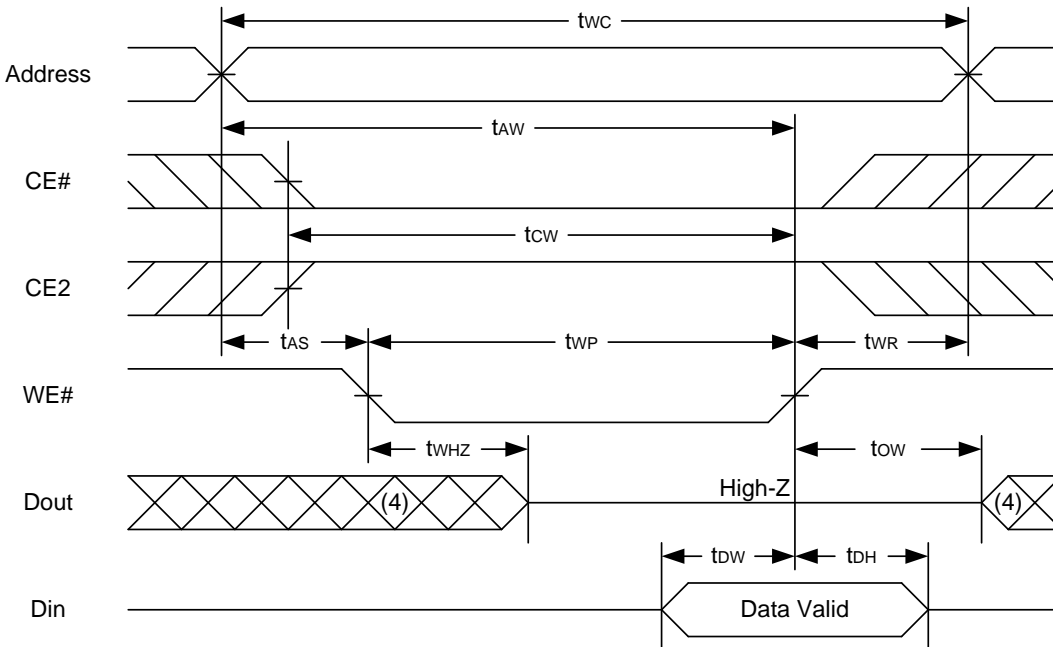 tWC
Address
tAW
CE#
tCW
CE2
tAS
tWP
tWR
WE#
tWHZ
tOW
High-Z
Dout
(4)
(4)
tDW
tDH
Din
Data Valid